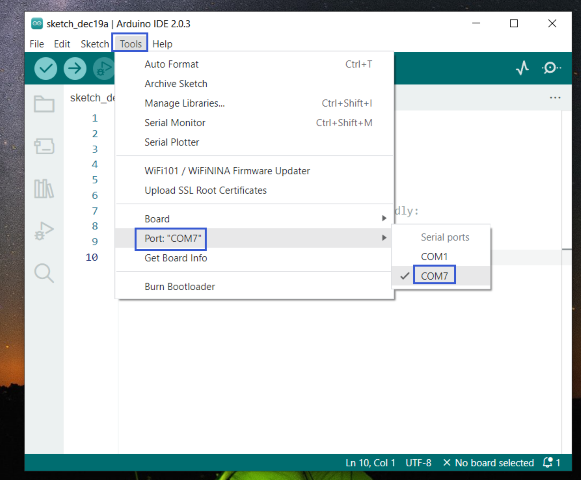 sketch_dec19a | Arduino IDE 2.0.3
File Edit Sketch Tools Help
sketch_de
Auto Format Ctrl+T
Archive Sketch
Manage Libraries... Ctrl+Shift+I
Serial Monitor Ctrl+Shift+M
Serial Plotter
WiFi101 / WiFiNINA Firmware Updater
Upload SSL Root Certificates
Board
Port: "COM7"
Get Board Info
Burn Bootloader
Serial ports
COM1
COM7
1
2
3
4
5
6
7 dly:
8
9
10
Ln 10, Col 1 UTF-8 No board selected 1